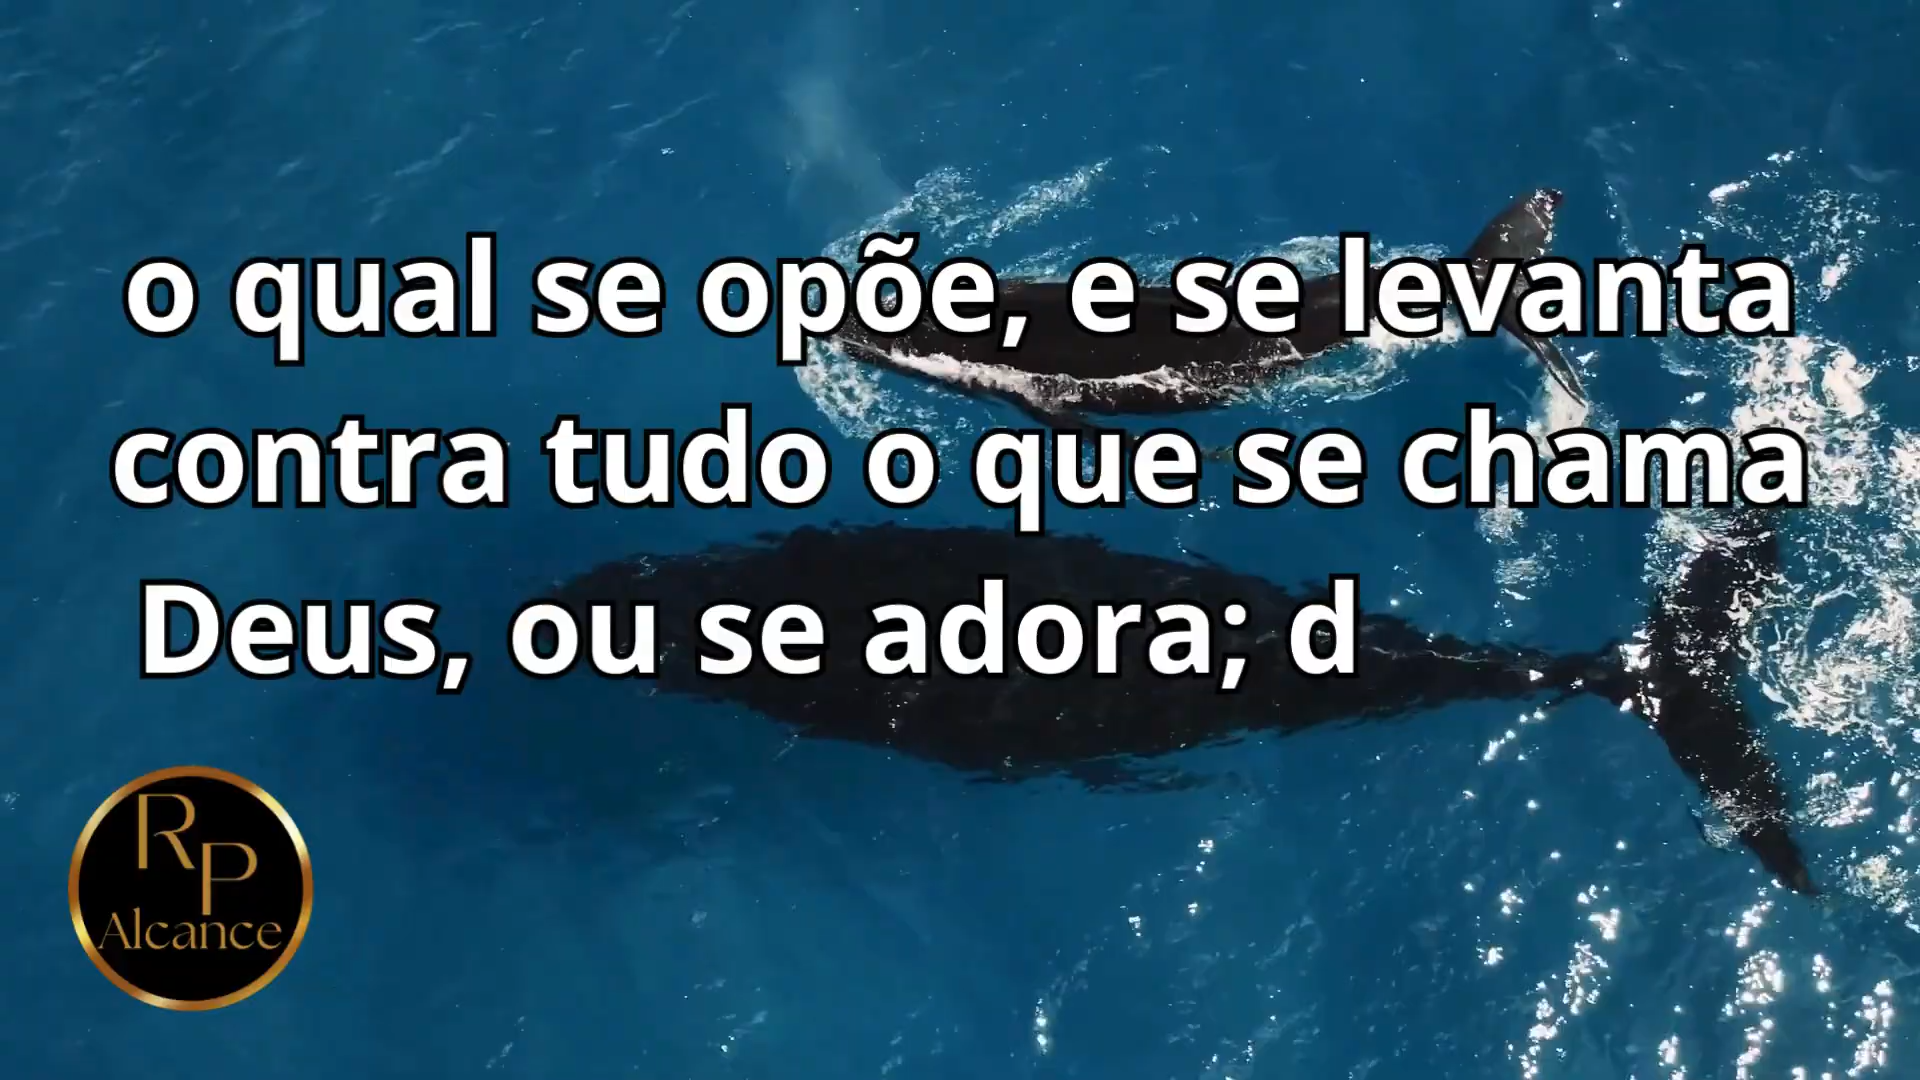 o qual se opõe, e se levanta
contra tudo o que se chama
Deus, ou se adora; d
RP
Alcance